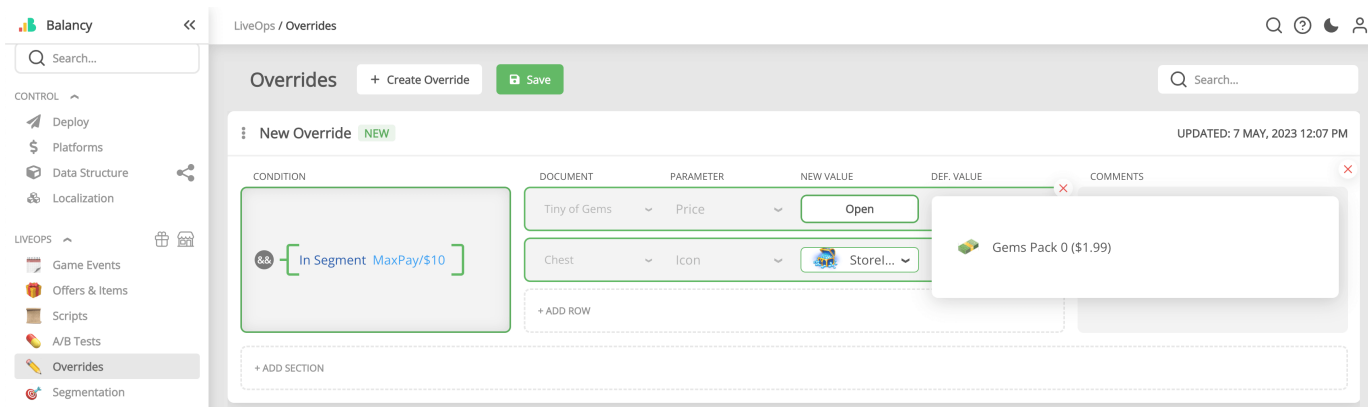 Balancy
LiveOps / Overrides
Search...
Overrides
+ Create Override
Save
Search...
CONTROL
Deploy
Platforms
Data Structure
Localization
LIVEOPS
Game Events
Offers & Items
Scripts
A/B Tests
Overrides
Segmentation
New Override NEW
UPDATED: 7 MAY, 2023 12:07 PM
CONDITION DOCUMENT PARAMETER NEW VALUE DEF. VALUE COMMENTS
&& In Segment MaxPay/$10
Tiny of Gems Price Open
Chest Icon StoreI...
Gems Pack 0 ($1.99)
+ ADD ROW
+ ADD SECTION